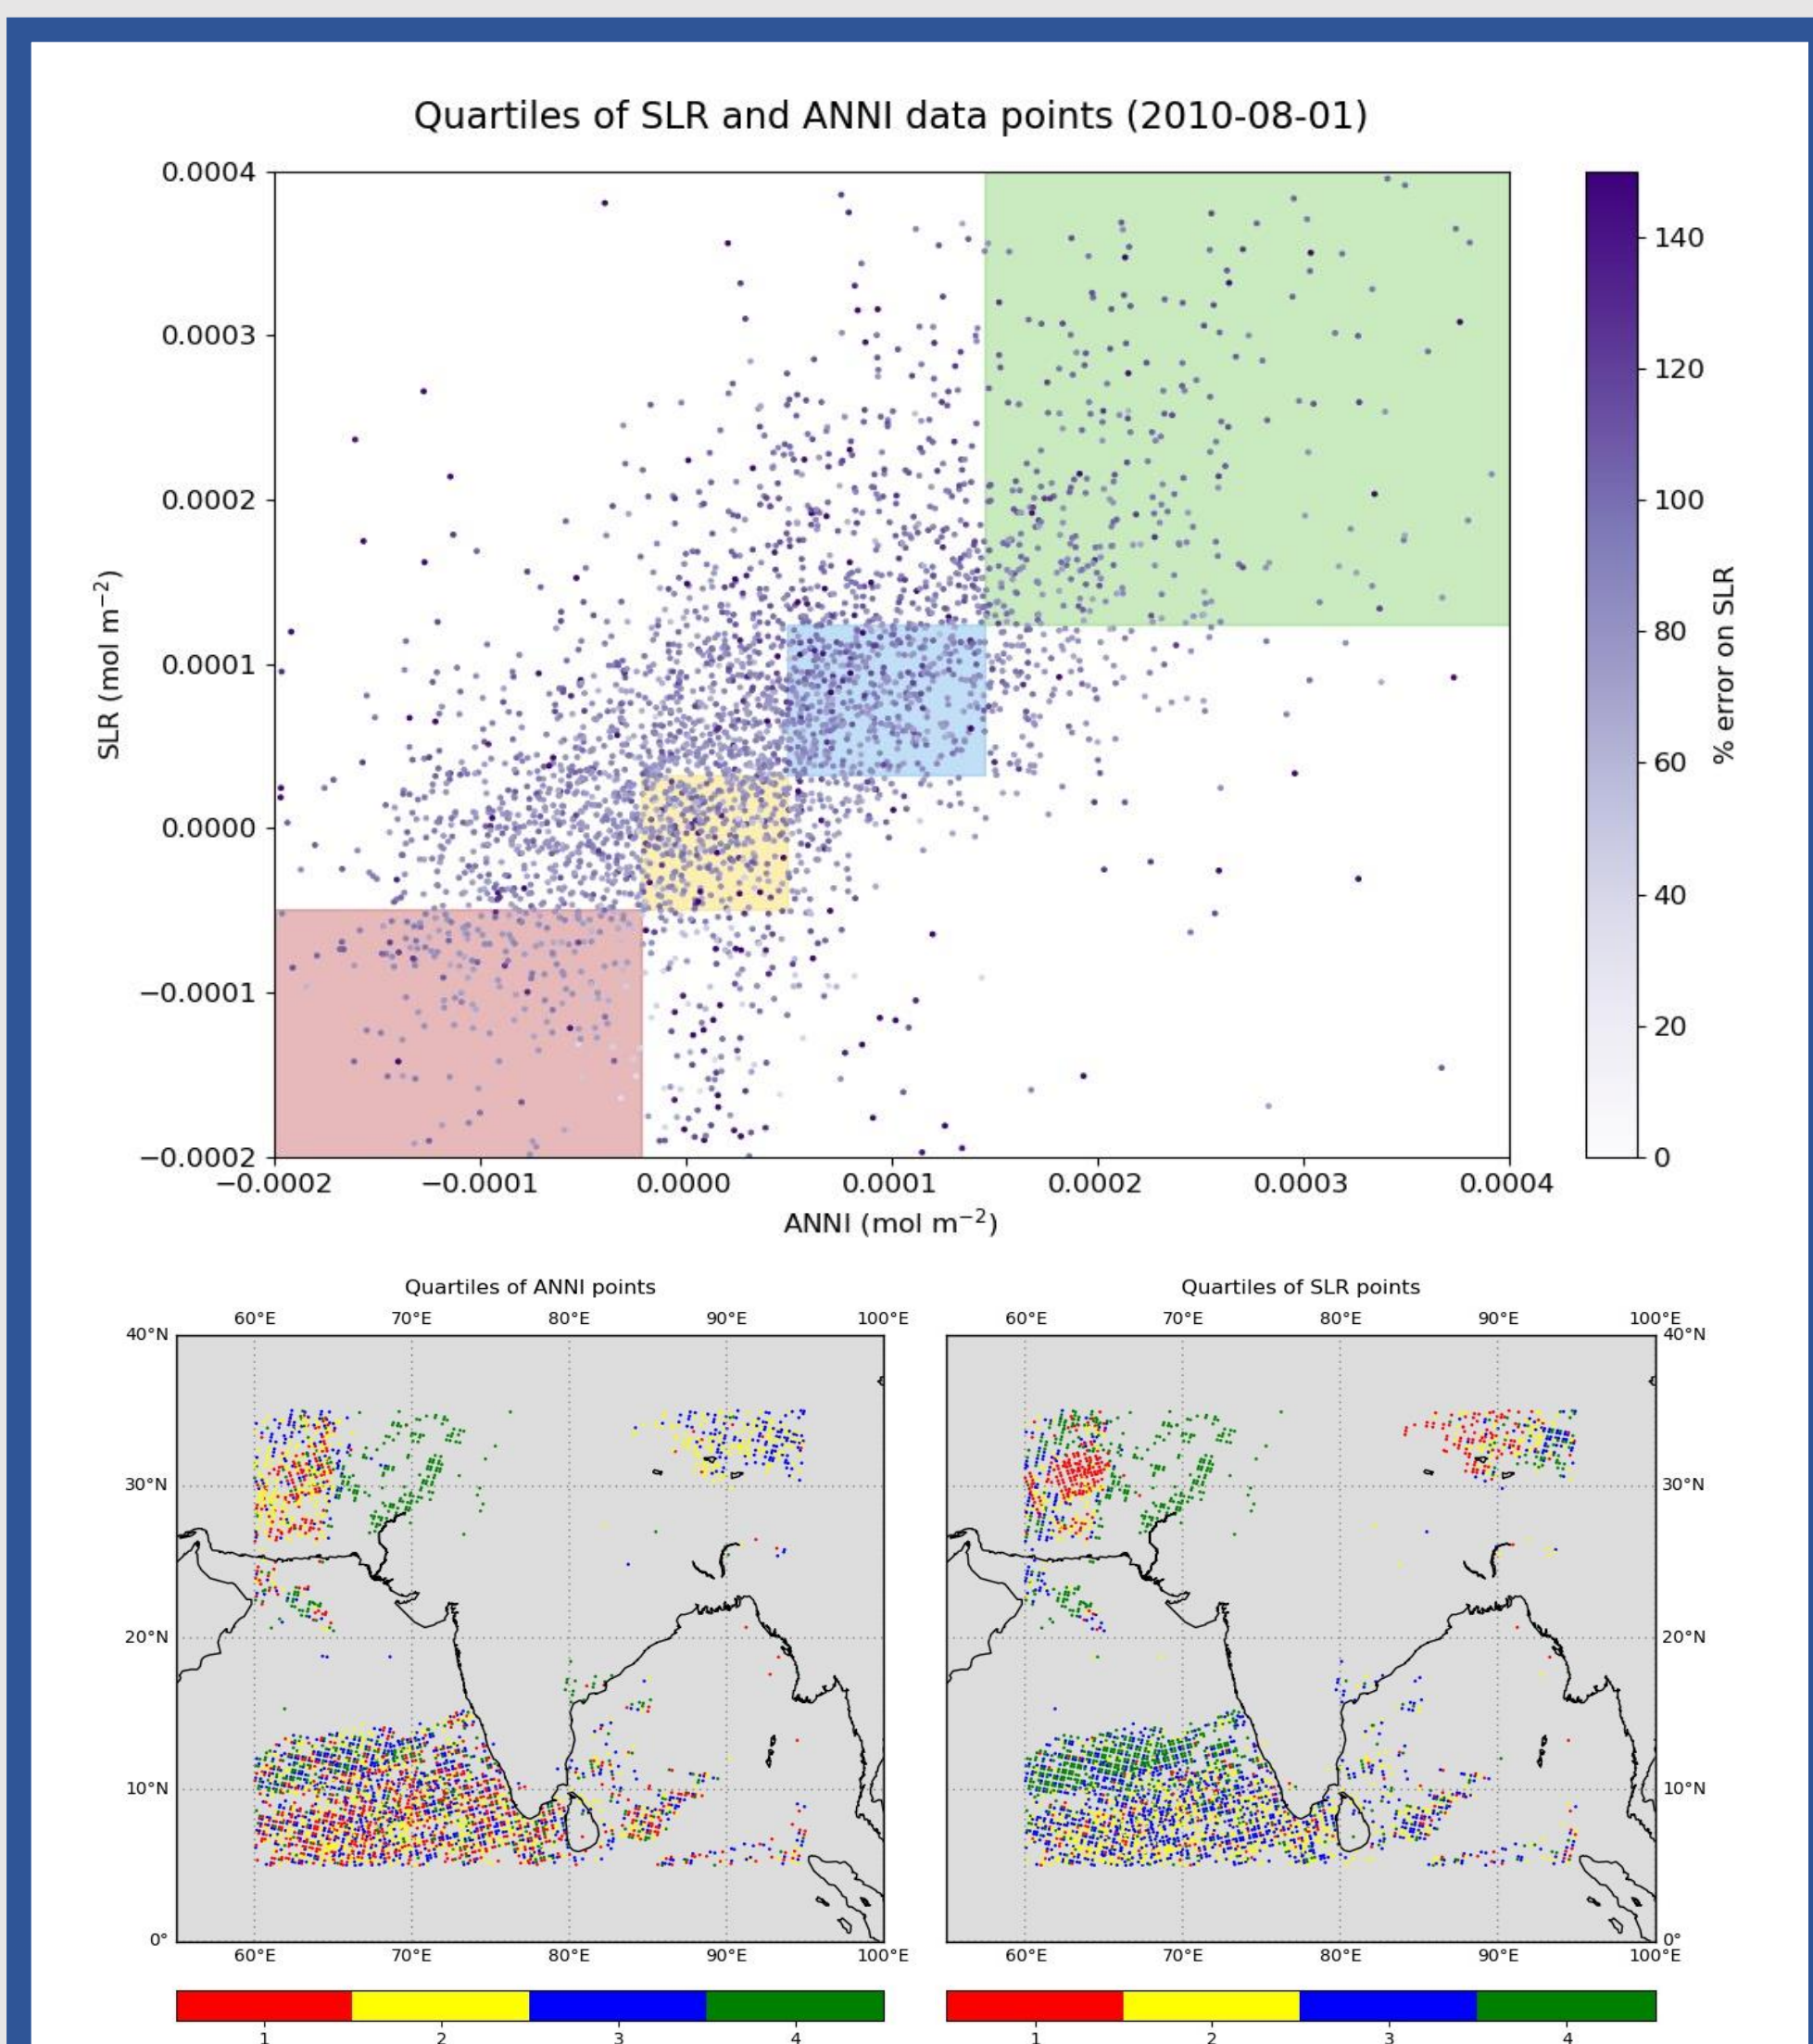 Quartiles of SLR and ANNI data points (2010-08-01)
0.0004
0.0003
0.0002
0.0001
0.0000
−0.0001
−0.0002
SLR (mol m⁻²)
−0.0002 −0.0001 0.0000 0.0001 0.0002 0.0003 0.0004
ANNI (mol m⁻²)
140
120
100
80
60
40
20
0
% error on SLR
Quartiles of ANNI points
60°E 70°E 80°E 90°E 100°E
40°N
30°N
20°N
10°N
0°
60°E 70°E 80°E 90°E 100°E
1 2 3 4
Quartiles of SLR points
60°E 70°E 80°E 90°E 100°E
40°N
30°N
20°N
10°N
0°
60°E 70°E 80°E 90°E 100°E
1 2 3 4